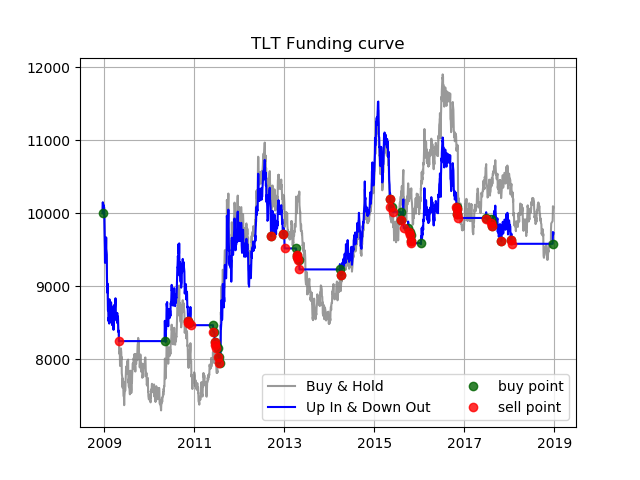 TLT Funding curve
12000
11000
10000
9000
8000
2009 2011 2013 2015 2017 2019
Buy & Hold buy point
Up In & Down Out sell point